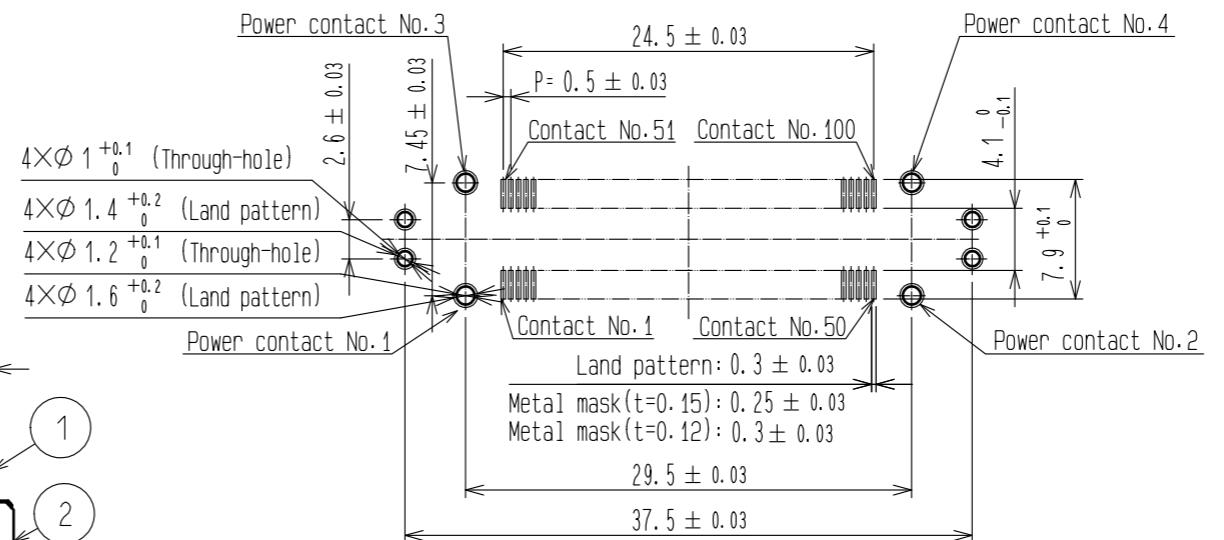 Power contact No.3
24.5 ± 0.03
Power contact No.4
P= 0.5 ± 0.03
2.6 ± 0.03
7.45 ± 0.03
Contact No.51
Contact No.100
4.1 0 -0.1
4×Ø 1 +0.1 0 (Through-hole)
4×Ø 1.4 +0.2 0 (Land pattern)
4×Ø 1.2 +0.1 0 (Through-hole)
4×Ø 1.6 +0.2 0 (Land pattern)
7.9 +0.1 0
Power contact No.1
Contact No.1
Contact No.50
Power contact No.2
Land pattern: 0.3 ± 0.03
Metal mask(t=0.15): 0.25 ± 0.03
Metal mask(t=0.12): 0.3 ± 0.03
1
29.5 ± 0.03
2
37.5 ± 0.03